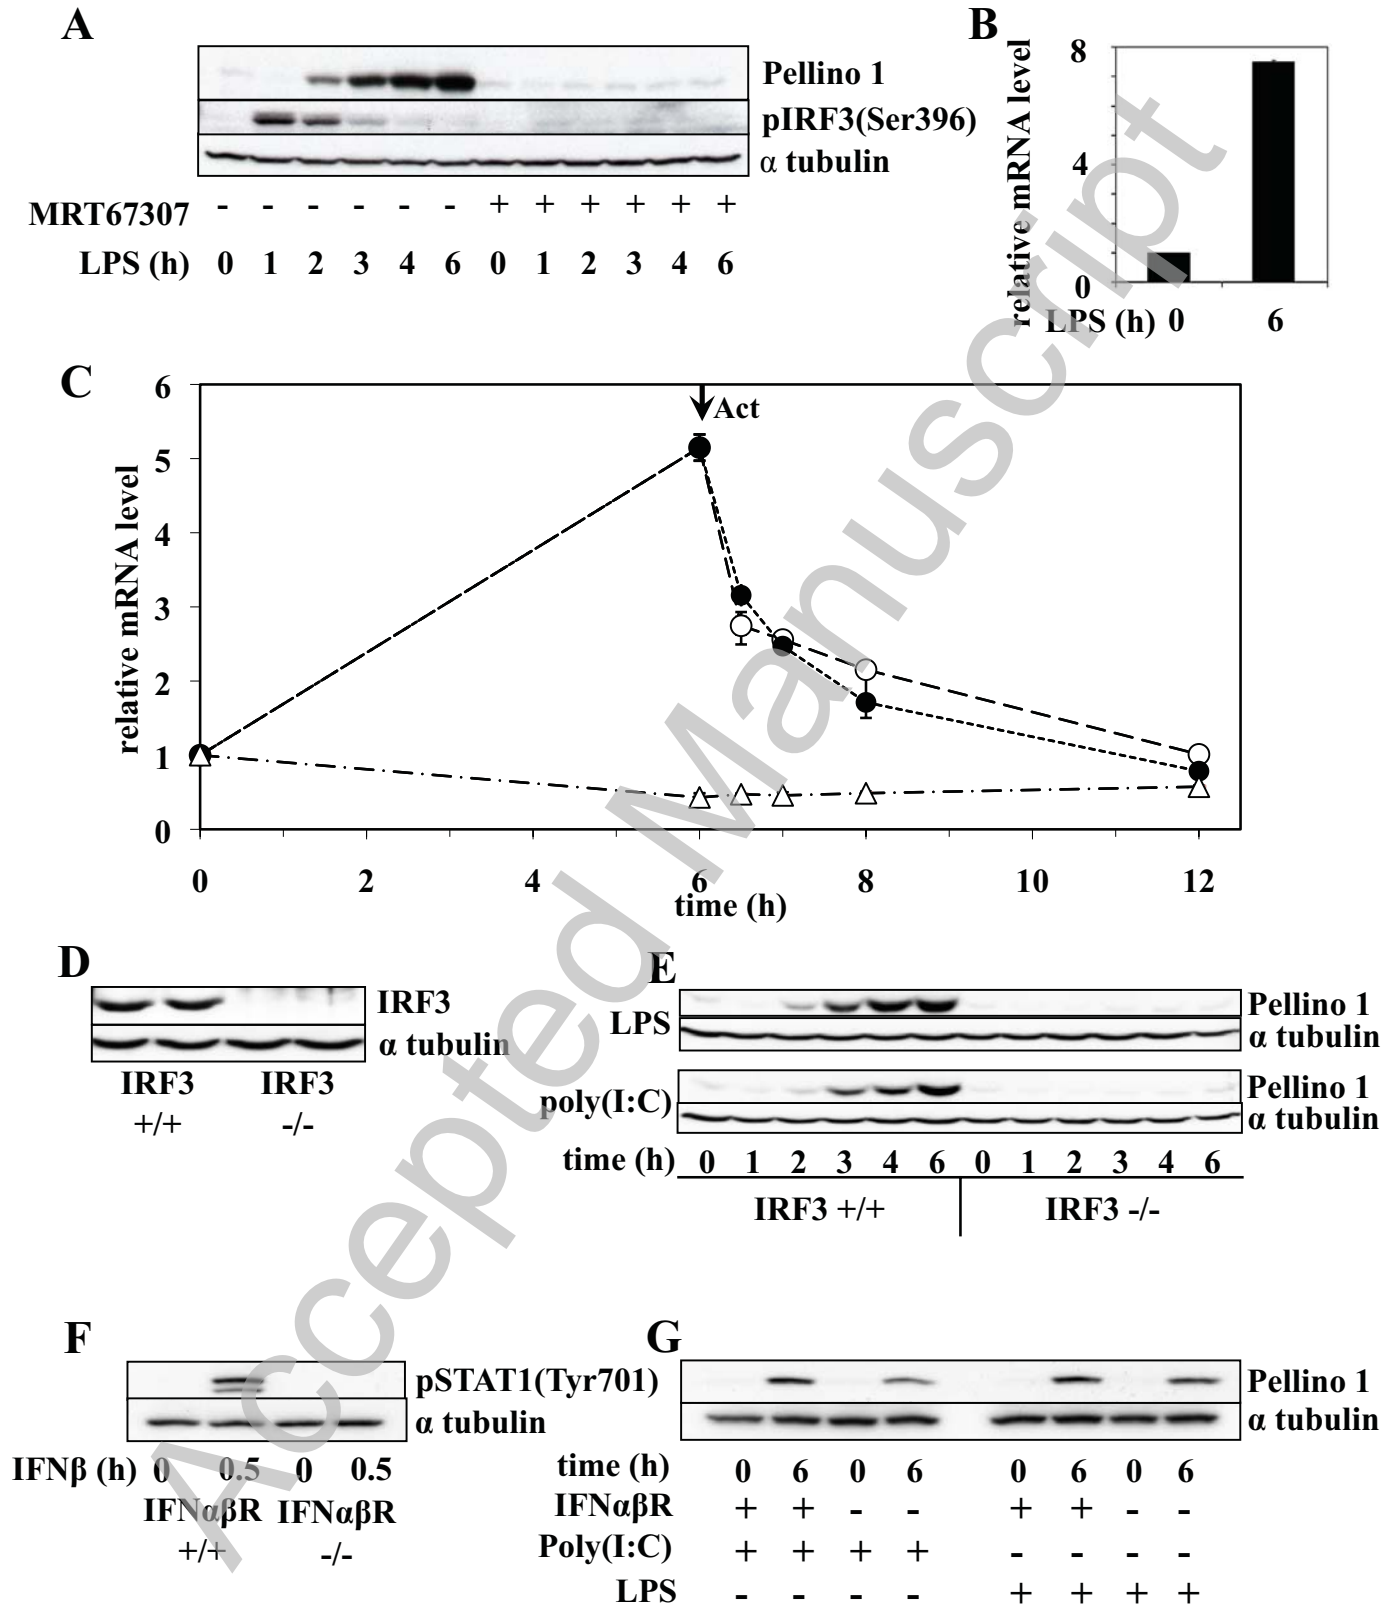 A
Pellino 1
pIRF3(Ser396)
α tubulin
MRT67307 - - - - - - + + + + + +
LPS (h) 0 1 2 3 4 6 0 1 2 3 4 6
B
relative mRNA level
8
4
0
LPS (h) 0 6
C
relative mRNA level
6
5
4
3
2
1
0
Act
0 2 4 6 8 10 12
time (h)
D
IRF3
α tubulin
IRF3 IRF3
+/+ -/-
E
LPS
Pellino 1
α tubulin
poly(I:C)
Pellino 1
α tubulin
time (h) 0 1 2 3 4 6 0 1 2 3 4 6
IRF3 +/+ IRF3 -/-
F
pSTAT1(Tyr701)
α tubulin
IFNβ (h) 0 0.5 0 0.5
IFNαβR IFNαβR
+/+ -/-
G
Pellino 1
α tubulin
time (h) 0 6 0 6 0 6 0 6
IFNαβR + + - - + + - -
Poly(I:C) + + + + - - - -
LPS - - - - + + + +
Accepted Manuscript